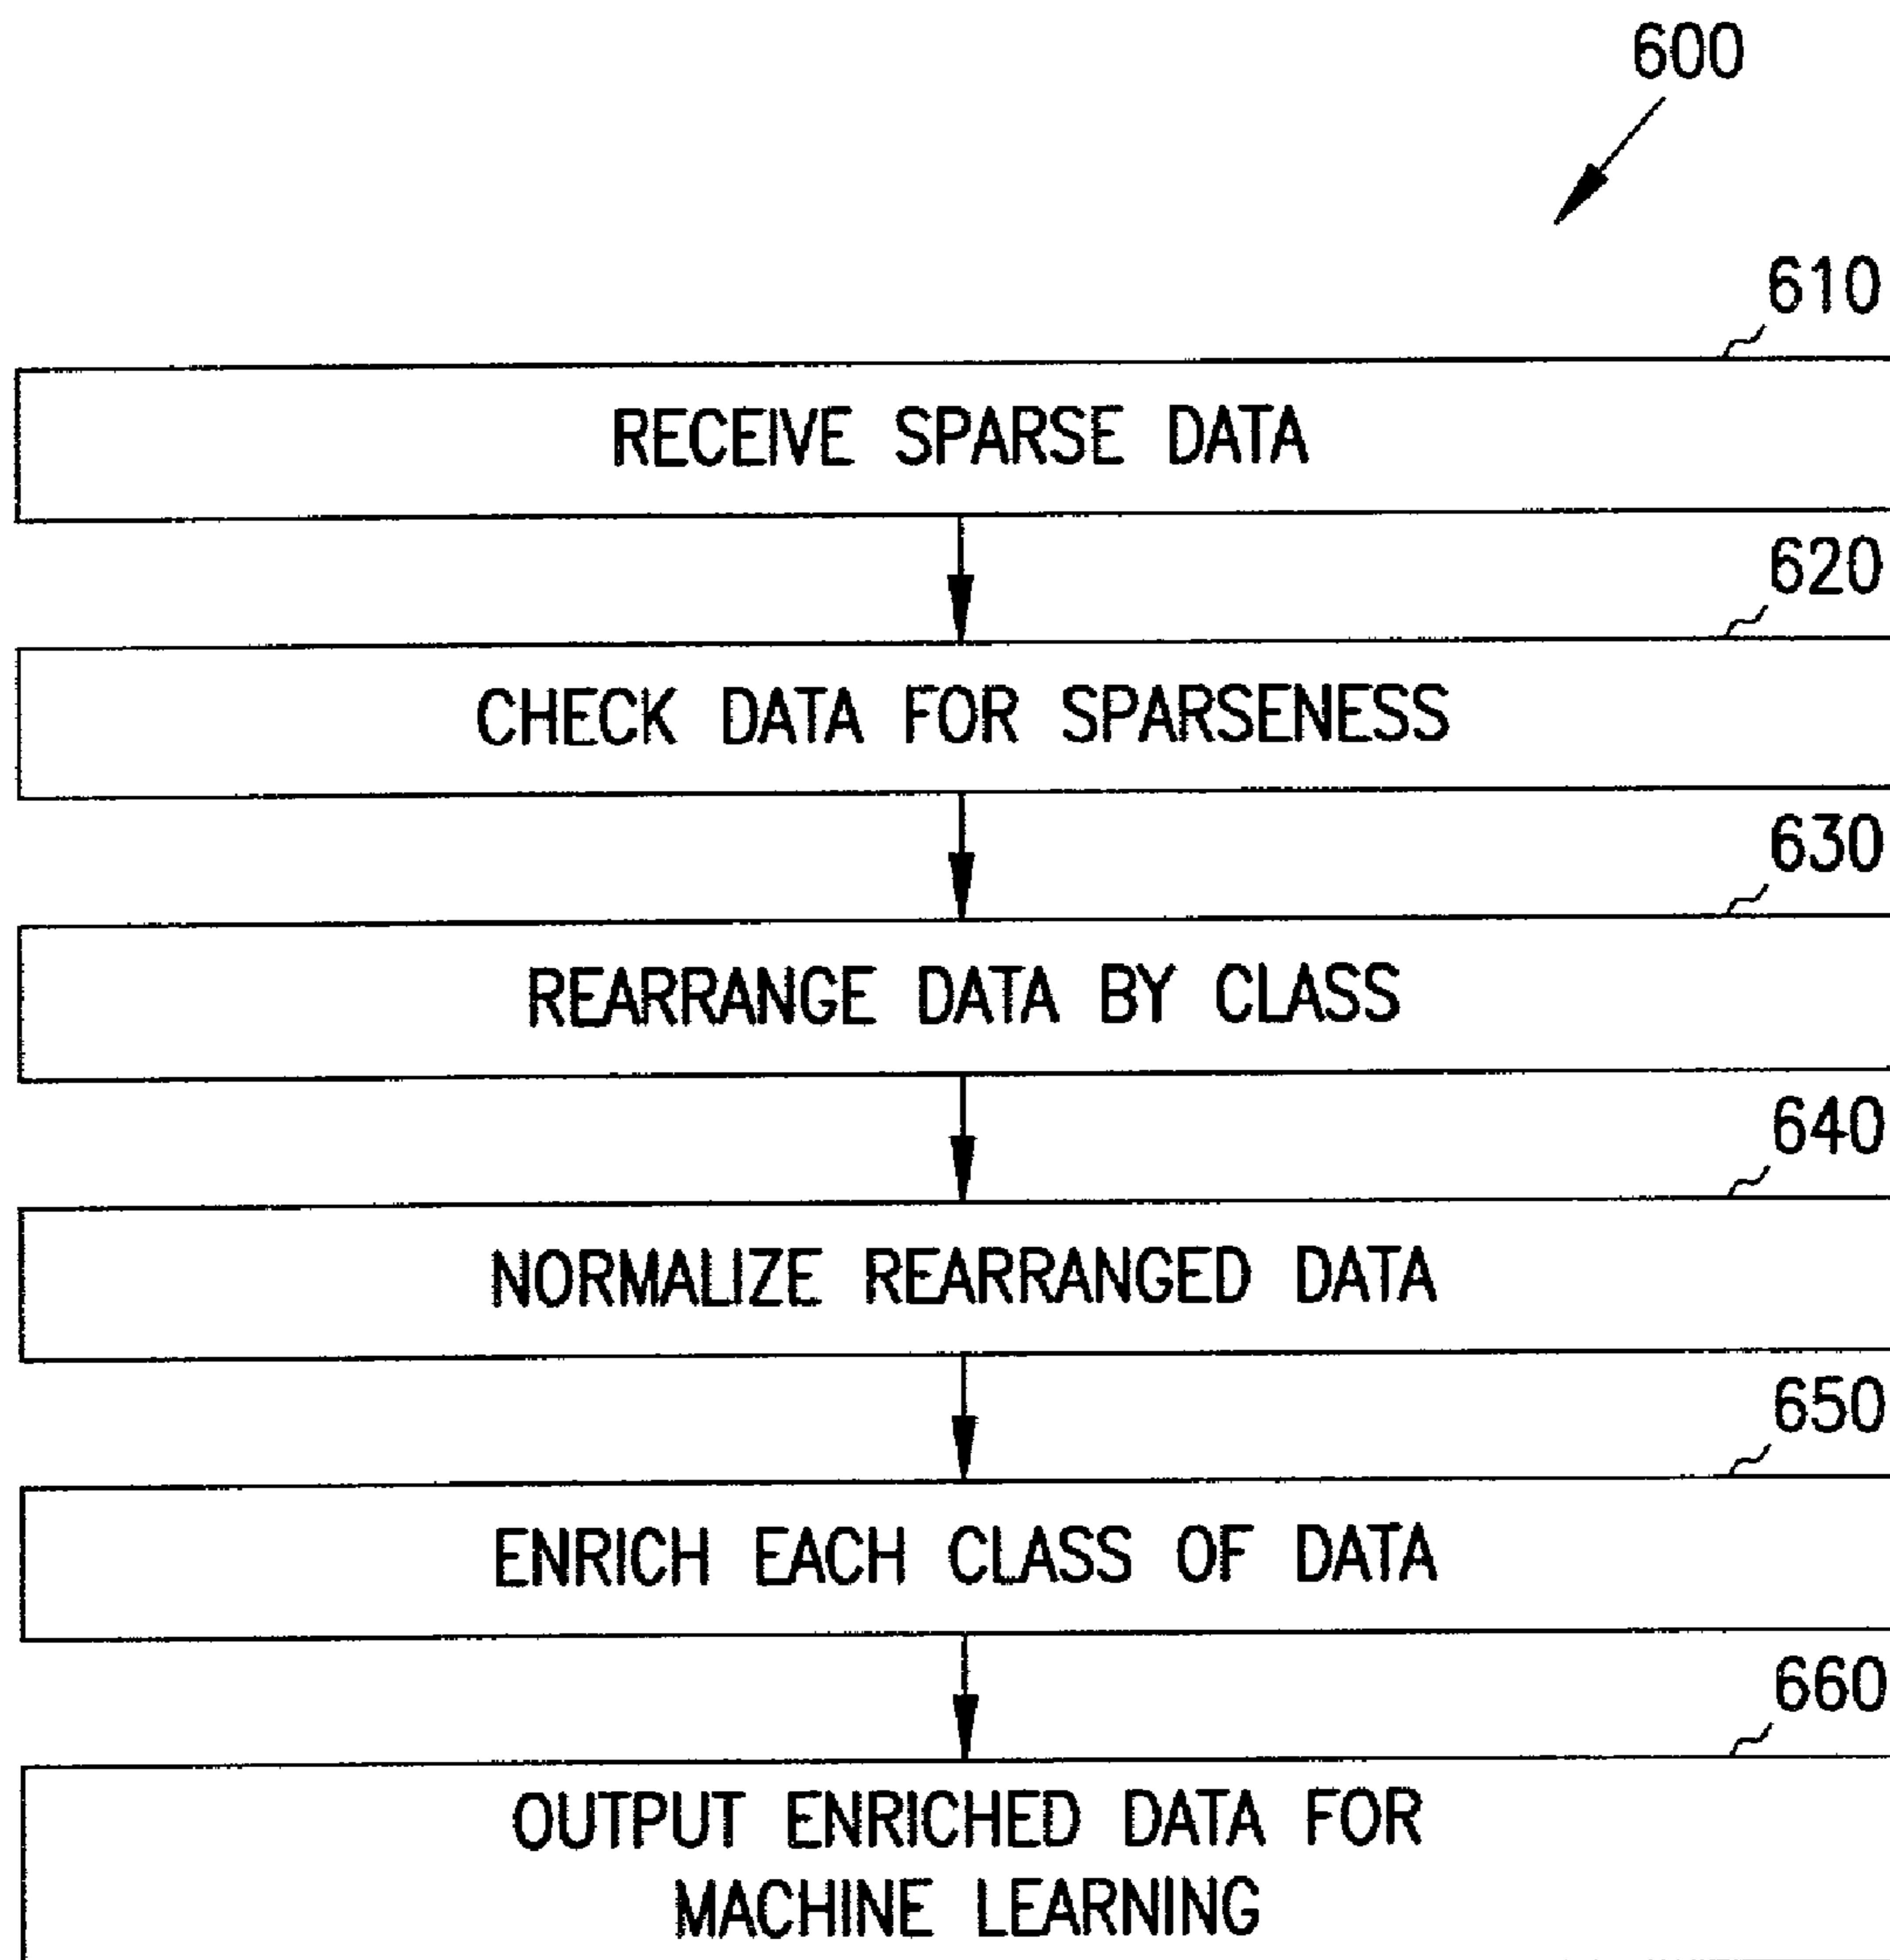 600
610
RECEIVE SPARSE DATA
620
CHECK DATA FOR SPARSENESS
630
REARRANGE DATA BY CLASS
640
NORMALIZE REARRANGED DATA
650
ENRICH EACH CLASS OF DATA
660
OUTPUT ENRICHED DATA FOR
MACHINE LEARNING